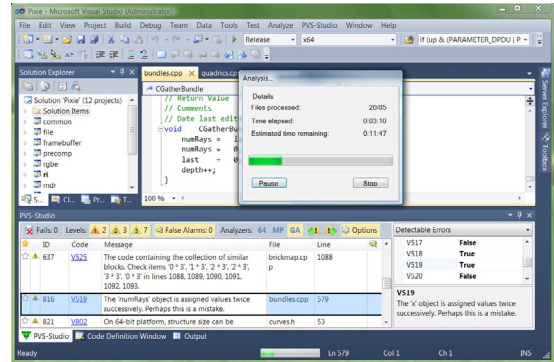 Pixie - Microsoft Visual Studio (Administrator)
File Edit View Project Build Debug Team Data Tools Test Analyze PVS-Studio Window Help
Release x64 if (up & (PARAMETER_DPDU | P
Solution Explorer
bundles.cpp quadrics.cp
CGatherBundle
Solution 'Pixie' (12 projects)
Solution Items
common
file
framebuffer
precomp
rgbe
ri
rndr
// Return Value
// Comments
// Date last edit
void CGatherBu
numRays =
numRays =
last =
depth++;
}
100 %
Analysis...
Details
Files processed: 20/85
Time elapsed: 0:03:10
Estimated time remaining: 0:11:47
Pause Stop
Server Explorer
Toolbox
S... Cl... Pr... T...
PVS-Studio
Fails: 0 Levels: 2 3 7 False Alarms: 0 Analyzers: 64 MP GA Options
ID Code Message File Line
637 V525 The code containing the collection of similar blocks. Check items '0 * 3', '1 * 3', '2 * 3', '2 * 3', '3 * 3', '0 * 3' in lines 1088, 1089, 1090, 1091, 1092, 1093. brickmap.cpp 1088
816 V519 The 'numRays' object is assigned values twice successively. Perhaps this is a mistake. bundles.cpp 579
821 V802 On 64-bit platform, structure size can be curves.h 53
Detectable Errors
V517 False
V518 True
V519 True
V520 False
V519
The 'x' object is assigned values twice successively. Perhaps this is a mistake.
PVS-Studio Code Definition Window Output
Ready Ln 579 Col 1 Ch 1 INS